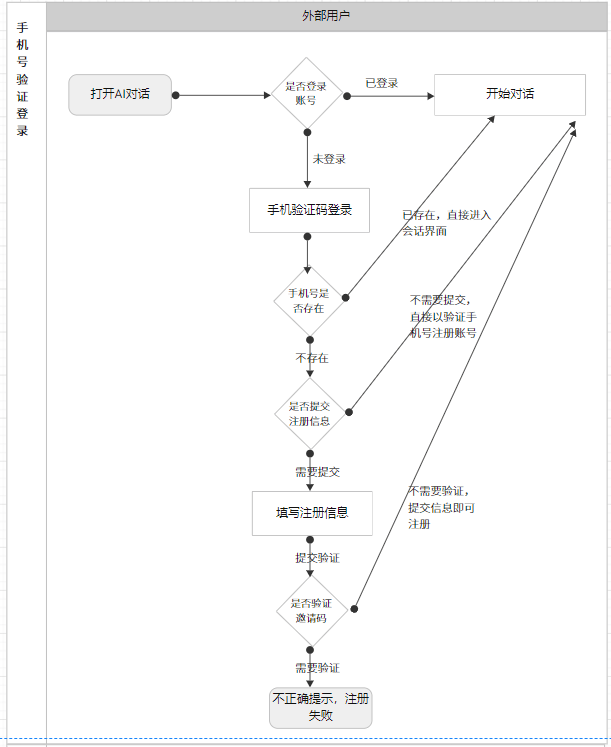 外部用户
手
机
号
验
证
登
录
打开AI对话
是否登录
账号
已登录
开始对话
未登录
手机验证码登录
已存在，直接进入
会话界面
手机号是
否存在
不需要提交，
直接以验证手
机号注册账号
不存在
是否提交
注册信息
需要提交
不需要验证，
提交信息即可
注册
填写注册信息
提交验证
是否验证
邀请码
需要验证
不正确提示，注册
失败